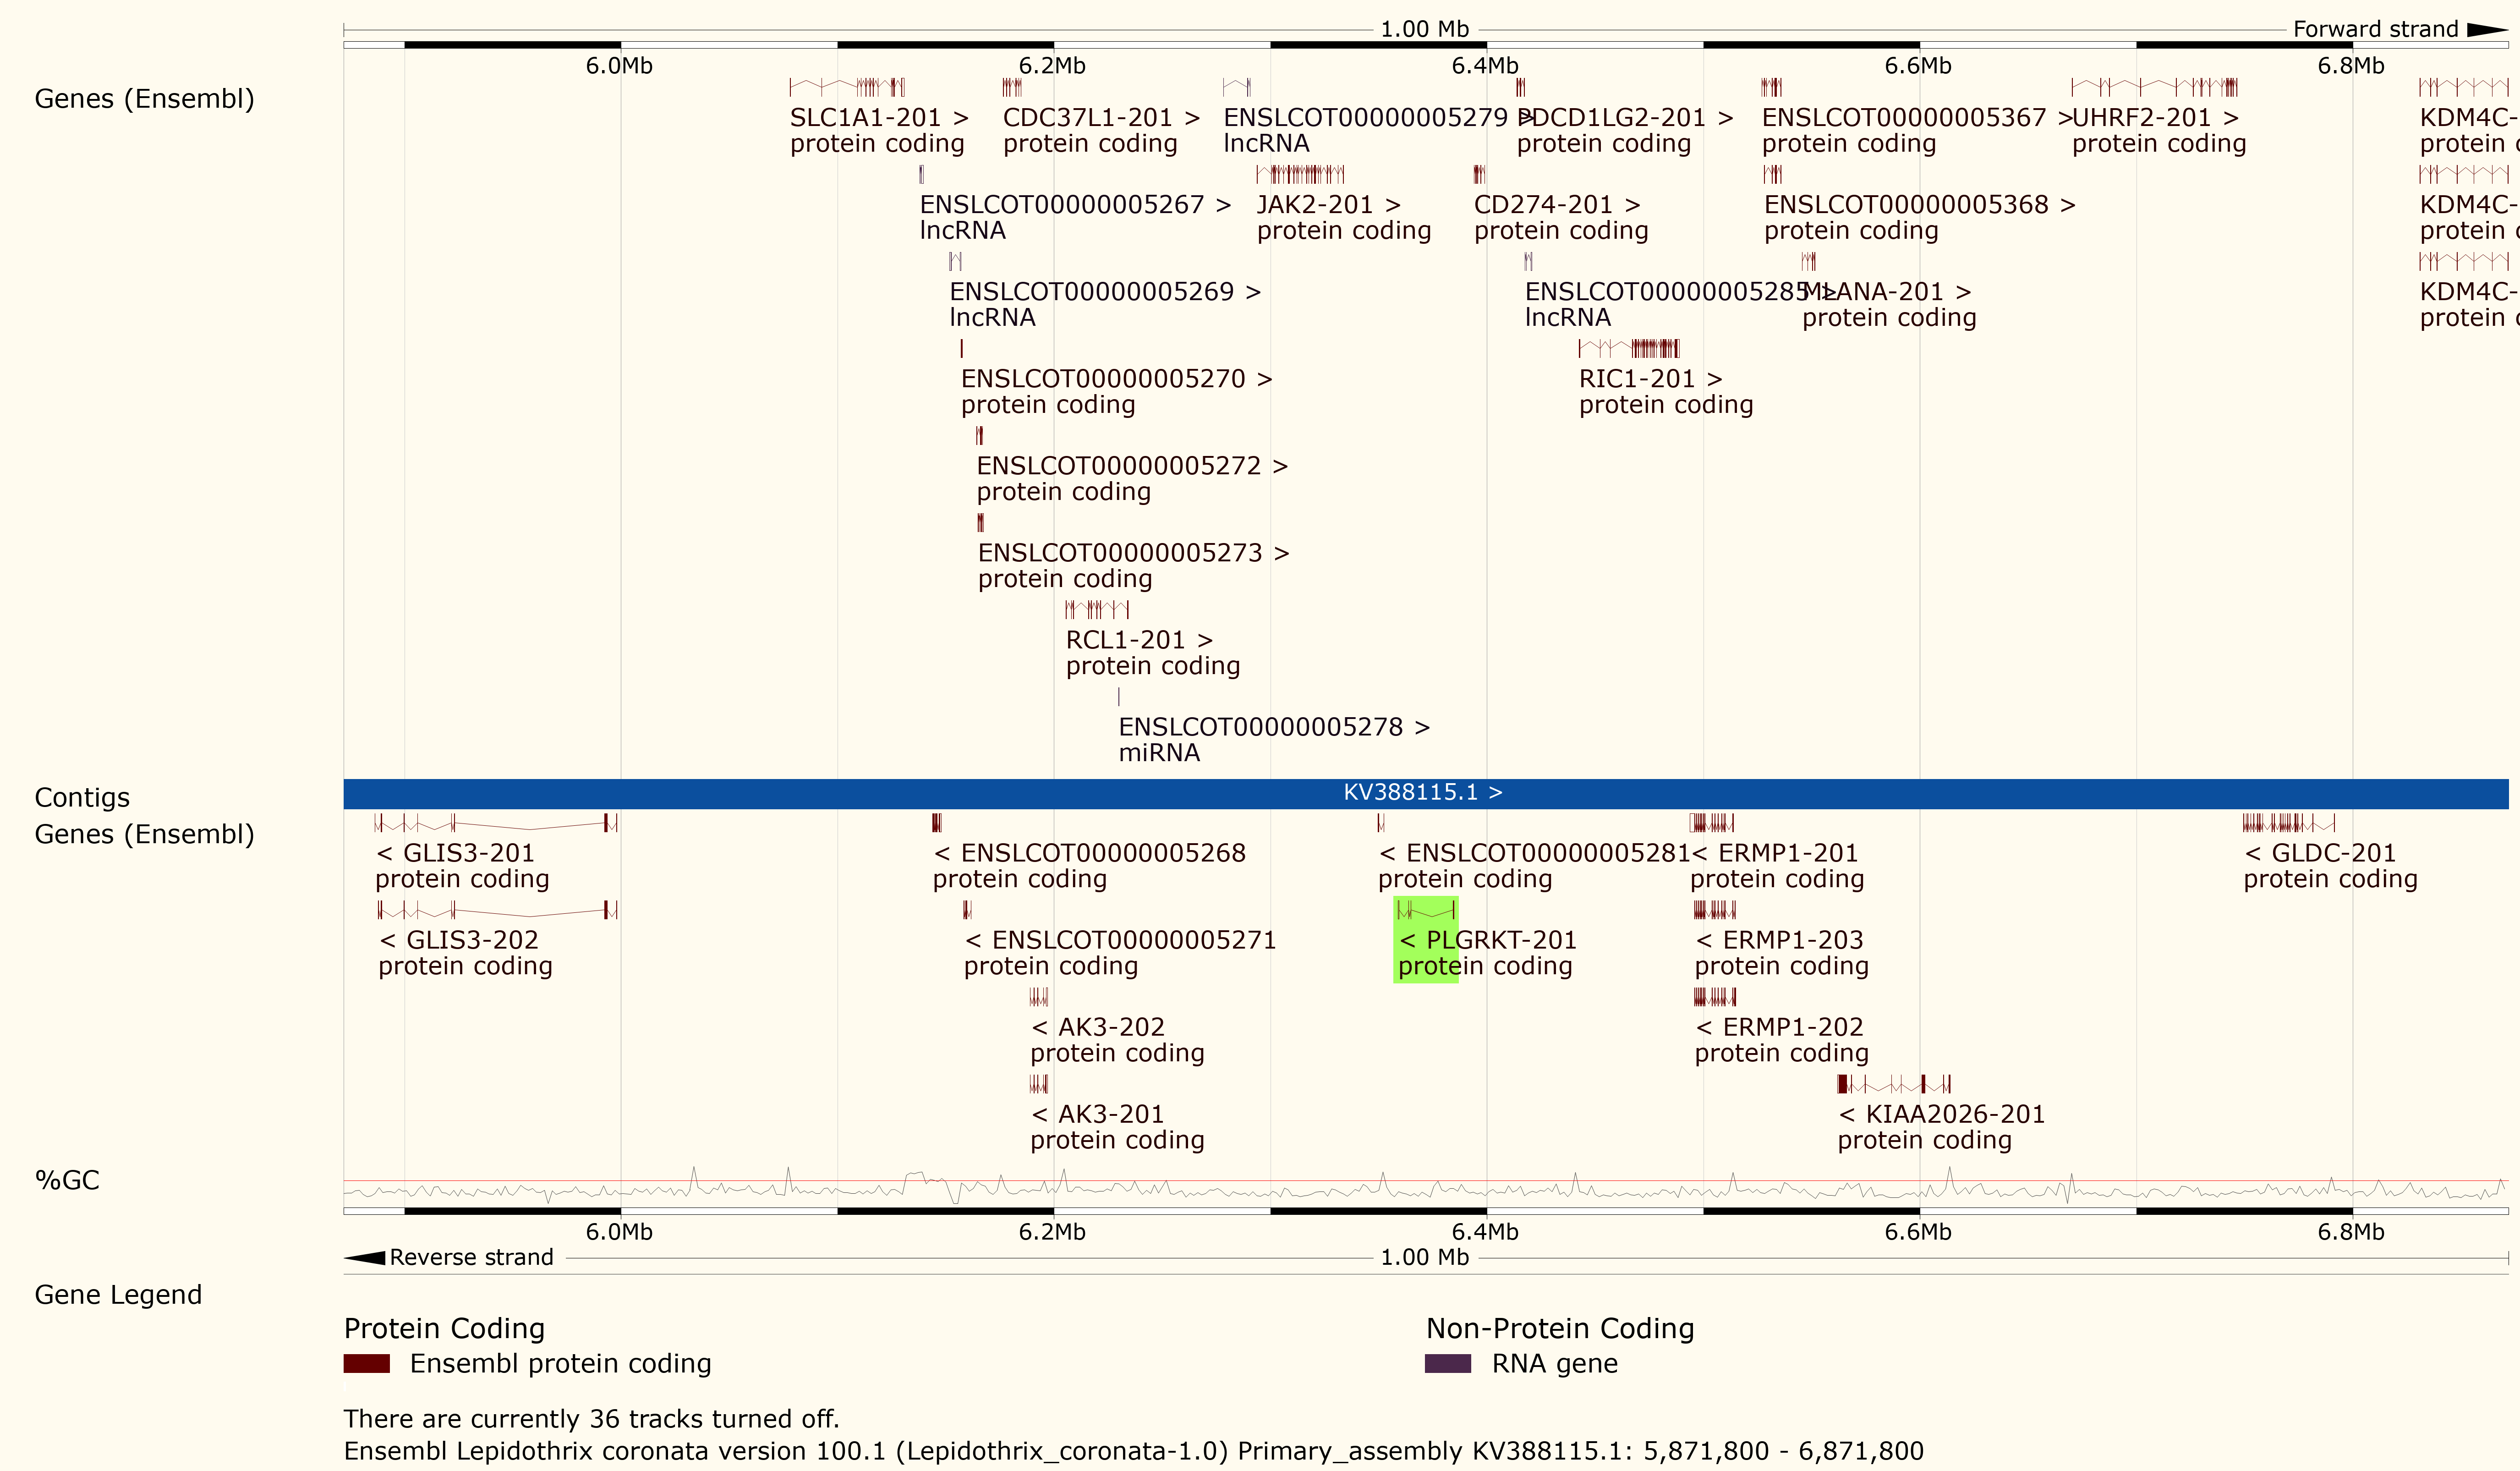 1.00 Mb
Forward strand
6.0Mb 6.2Mb 6.4Mb 6.6Mb 6.8Mb
Genes (Ensembl)
SLC1A1-201 > CDC37L1-201 > ENSLCOT00000005279 > PDCD1LG2-201 > ENSLCOT00000005367 > UHRF2-201 > KDM4C-
protein coding protein coding lncRNA protein coding protein coding protein coding protein c
ENSLCOT00000005267 > JAK2-201 > CD274-201 > ENSLCOT00000005368 > KDM4C-
lncRNA protein coding protein coding protein coding protein c
ENSLCOT00000005269 > ENSLCOT00000005285 > MLANA-201 > KDM4C-
lncRNA lncRNA protein coding protein c
ENSLCOT00000005270 > RIC1-201 >
protein coding protein coding
ENSLCOT00000005272 >
protein coding
ENSLCOT00000005273 >
protein coding
RCL1-201 >
protein coding
ENSLCOT00000005278 >
miRNA
Contigs KV388115.1 >
Genes (Ensembl)
< GLIS3-201 < ENSLCOT00000005268 < ENSLCOT00000005281 < ERMP1-201 < GLDC-201
protein coding protein coding protein coding protein coding protein coding
< GLIS3-202 < ENSLCOT00000005271 < PLGRKT-201 < ERMP1-203
protein coding protein coding protein coding protein coding
< AK3-202 < ERMP1-202
protein coding protein coding
< AK3-201 < KIAA2026-201
protein coding protein coding
%GC
6.0Mb 6.2Mb 6.4Mb 6.6Mb 6.8Mb
Reverse strand 1.00 Mb
Gene Legend
Protein Coding Non-Protein Coding
Ensembl protein coding RNA gene
There are currently 36 tracks turned off.
Ensembl Lepidothrix coronata version 100.1 (Lepidothrix_coronata-1.0) Primary_assembly KV388115.1: 5,871,800 - 6,871,800